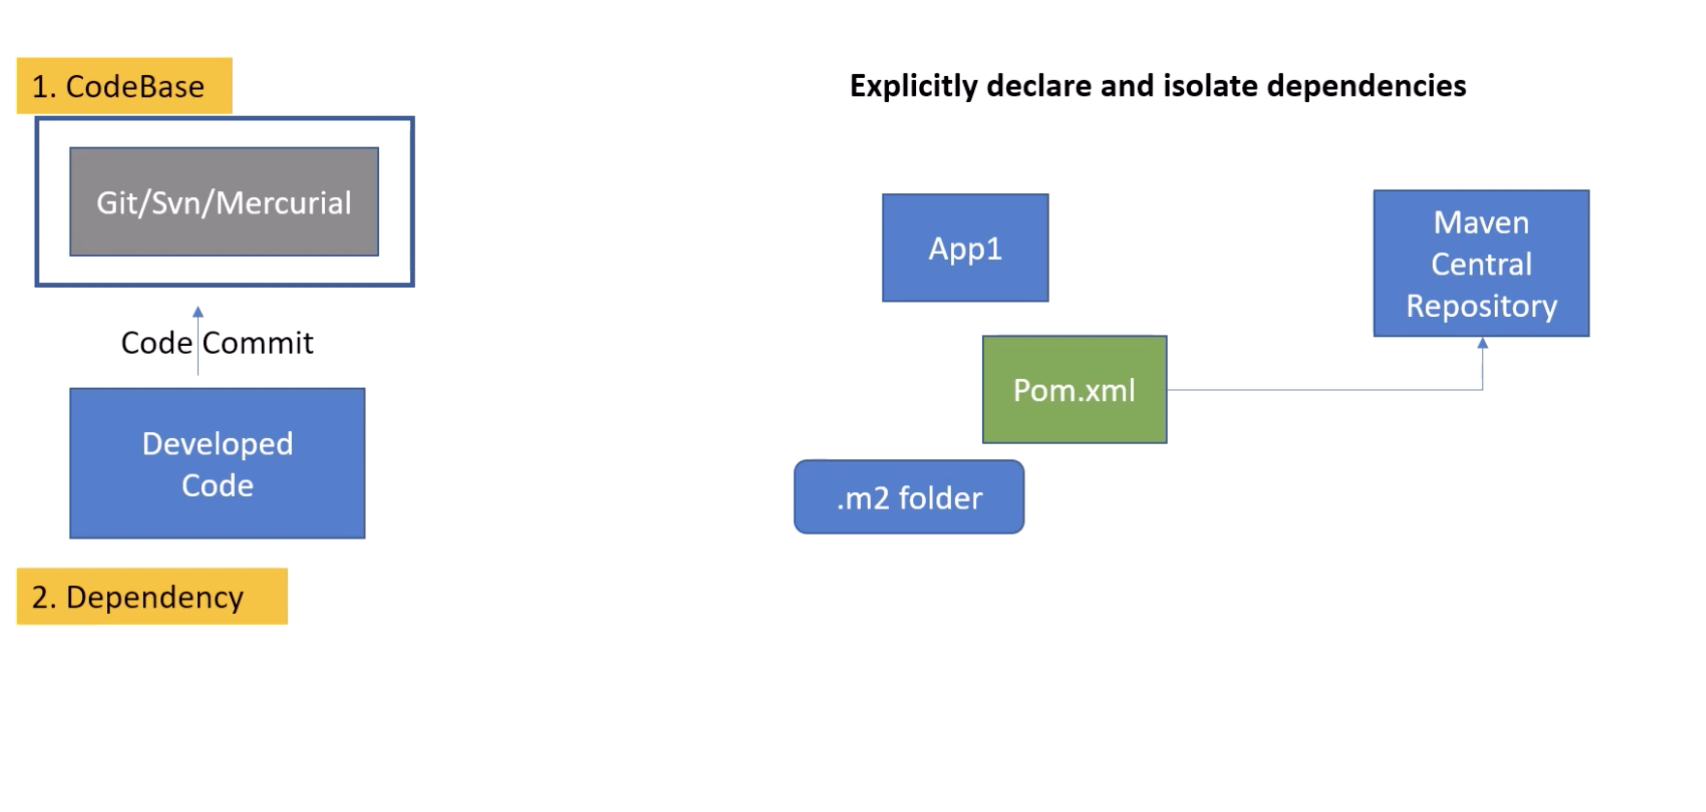 1. CodeBase
Git/Svn/Mercurial
Code Commit
Developed
Code
2. Dependency
Explicitly declare and isolate dependencies
App1
Maven
Central
Repository
Pom.xml
.m2 folder